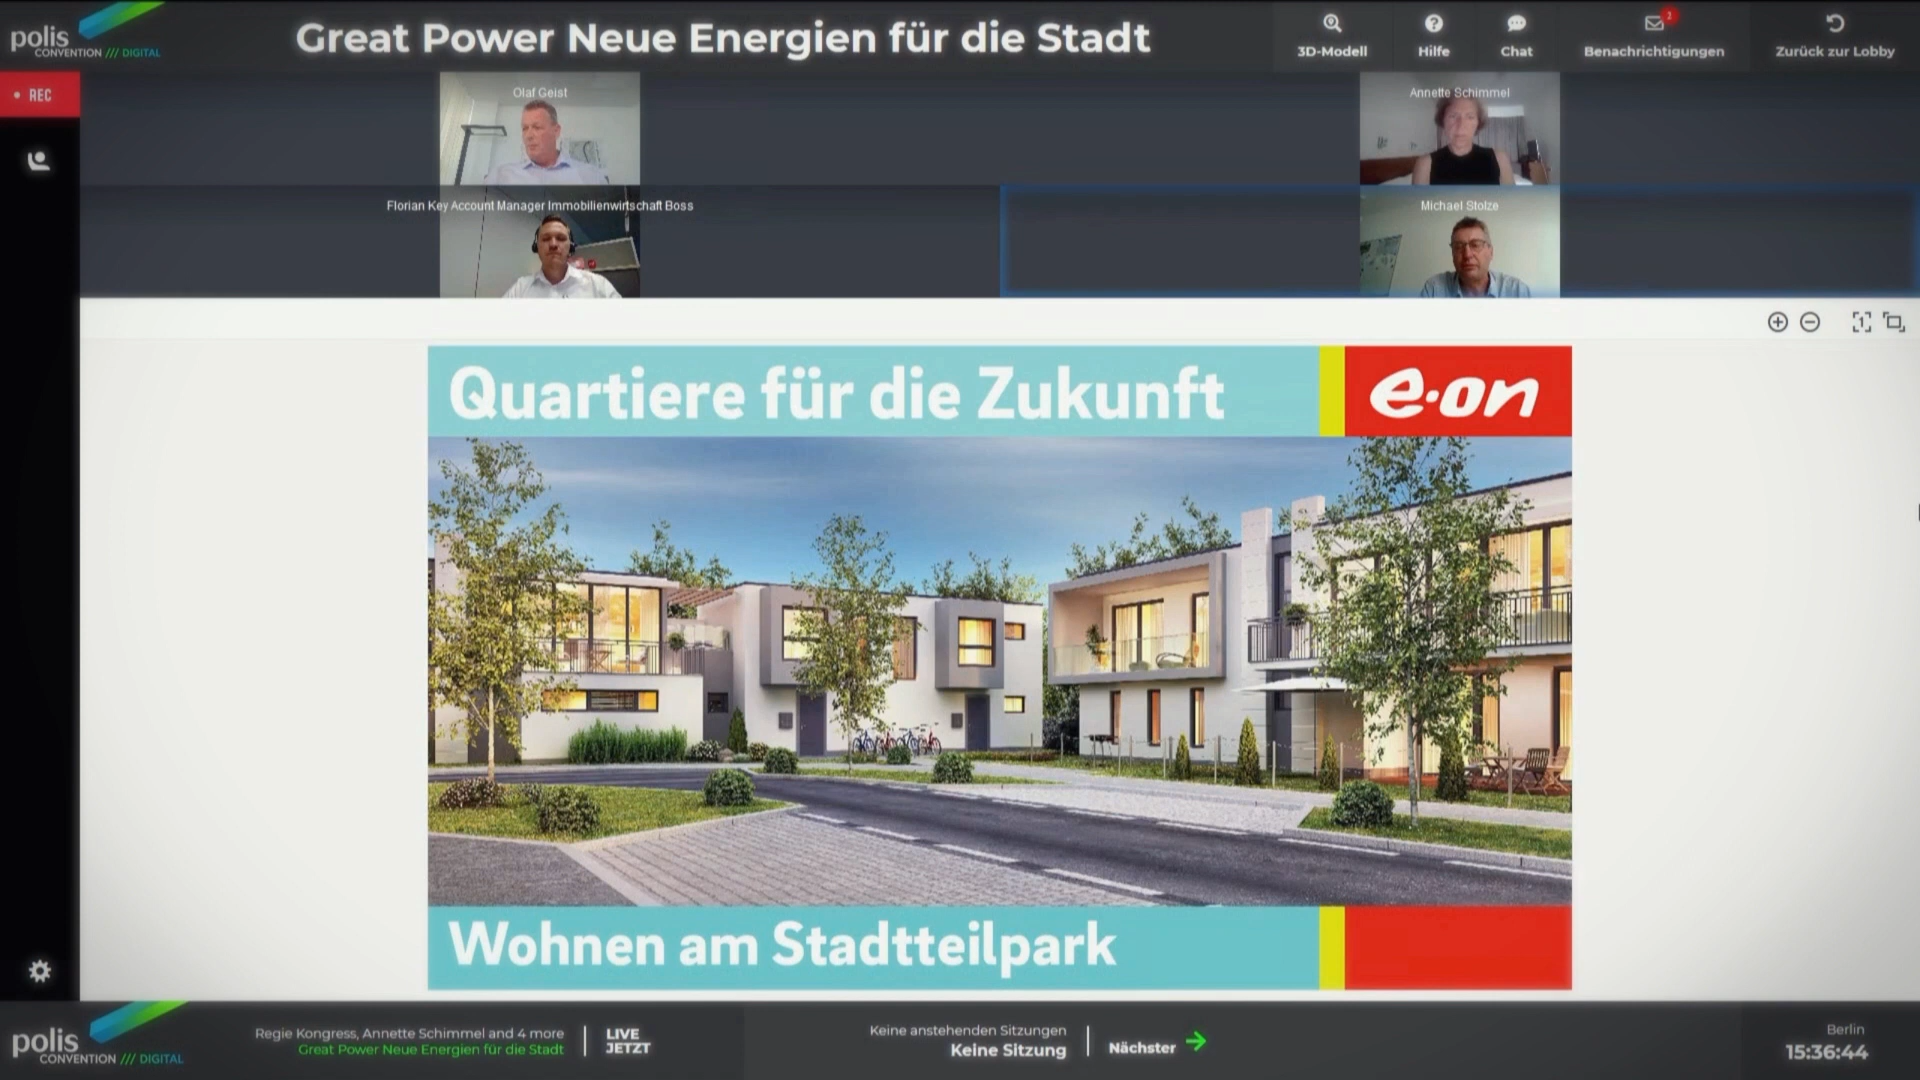 polis
CONVENTION /// DIGITAL
Great Power Neue Energien für die Stadt
3D-Modell
Hilfe
Chat
Benachrichtigungen
Zurück zur Lobby
• REC
Olaf Geist
Annette Schimmel
Florian Key Account Manager Immobilienwirtschaft Boss
Michael Stolze
Quartiere für die Zukunft
e·on
Wohnen am Stadtteilpark
polis
CONVENTION /// DIGITAL
Regie Kongress, Annette Schimmel and 4 more
Great Power Neue Energien für die Stadt
LIVE
JETZT
Keine anstehenden Sitzungen
Keine Sitzung
Nächster
Berlin
15:36:44